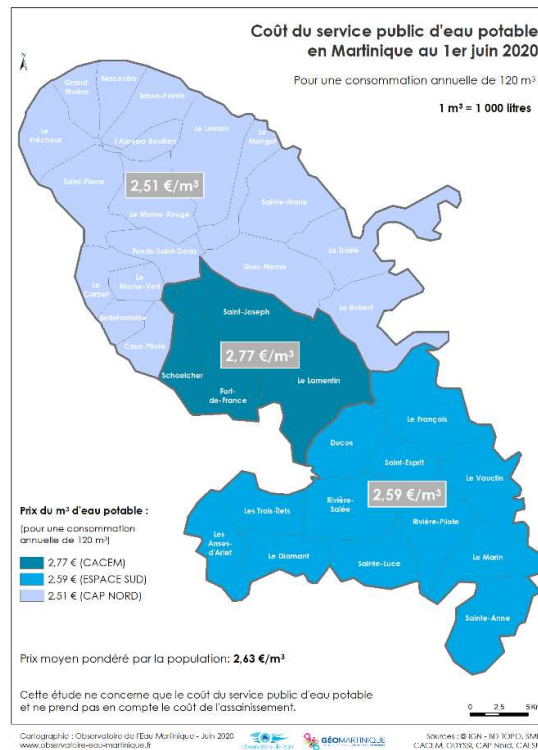 Coût du service public d'eau potable
en Martinique au 1er juin 2020
Pour une consommation annuelle de 120 m³
1 m³ = 1 000 litres
Grand'
Rivière
Macouba
Basse-Pointe
Le Lorrain
Le Marigot
Le
Prêcheur
L'Ajoupa-Bouillon
Saint-Pierre
2,51 €/m³
Sainte-Marie
Le Morne-Rouge
La Trinité
Fonds-Saint-Denis
Gros-Morne
Le
Carbet
Le
Morne-Vert
Le Robert
Bellefontaine
Saint-Joseph
Case-Pilote
2,77 €/m³
Schoelcher
Le Lamentin
Fort-
de-France
Le François
Ducos
Saint-Esprit
Le Vauclin
2,59 €/m³
Les Trois-Îlets
Rivière-
Salée
Rivière-Pilote
Les
Anses-
d'Arlet
Le Diamant
Sainte-Luce
Le Marin
Sainte-Anne
Prix du m³ d'eau potable :
(pour une consommation
annuelle de 120 m³)
2,77 € (CACEM)
2,59 € (ESPACE SUD)
2,51 € (CAP NORD)
Prix moyen pondéré par la population: 2,63 €/m³
Cette étude ne concerne que le coût du service public d'eau potable
et ne prend pas en compte le coût de l'assainissement.
0 2,5 5 Km
Cartographie : Observatoire de l'Eau Martinique - Juin 2020
www.observatoire-eau-martinique.fr
Observatoire de l'Eau
GÉOMARTINIQUE
Sources : © IGN - BD TOPO, SME,
CACEM, ODYSSI, CAP Nord, CAESM